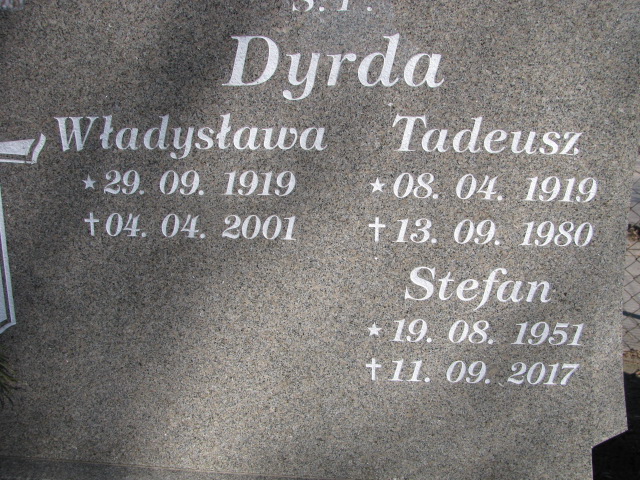 Ś.P.
Dyrda
Władysława
★29. 09. 1919
✝04. 04. 2001
Tadeusz
★08. 04. 1919
✝13. 09. 1980
Stefan
★19. 08. 1951
✝11. 09. 2017